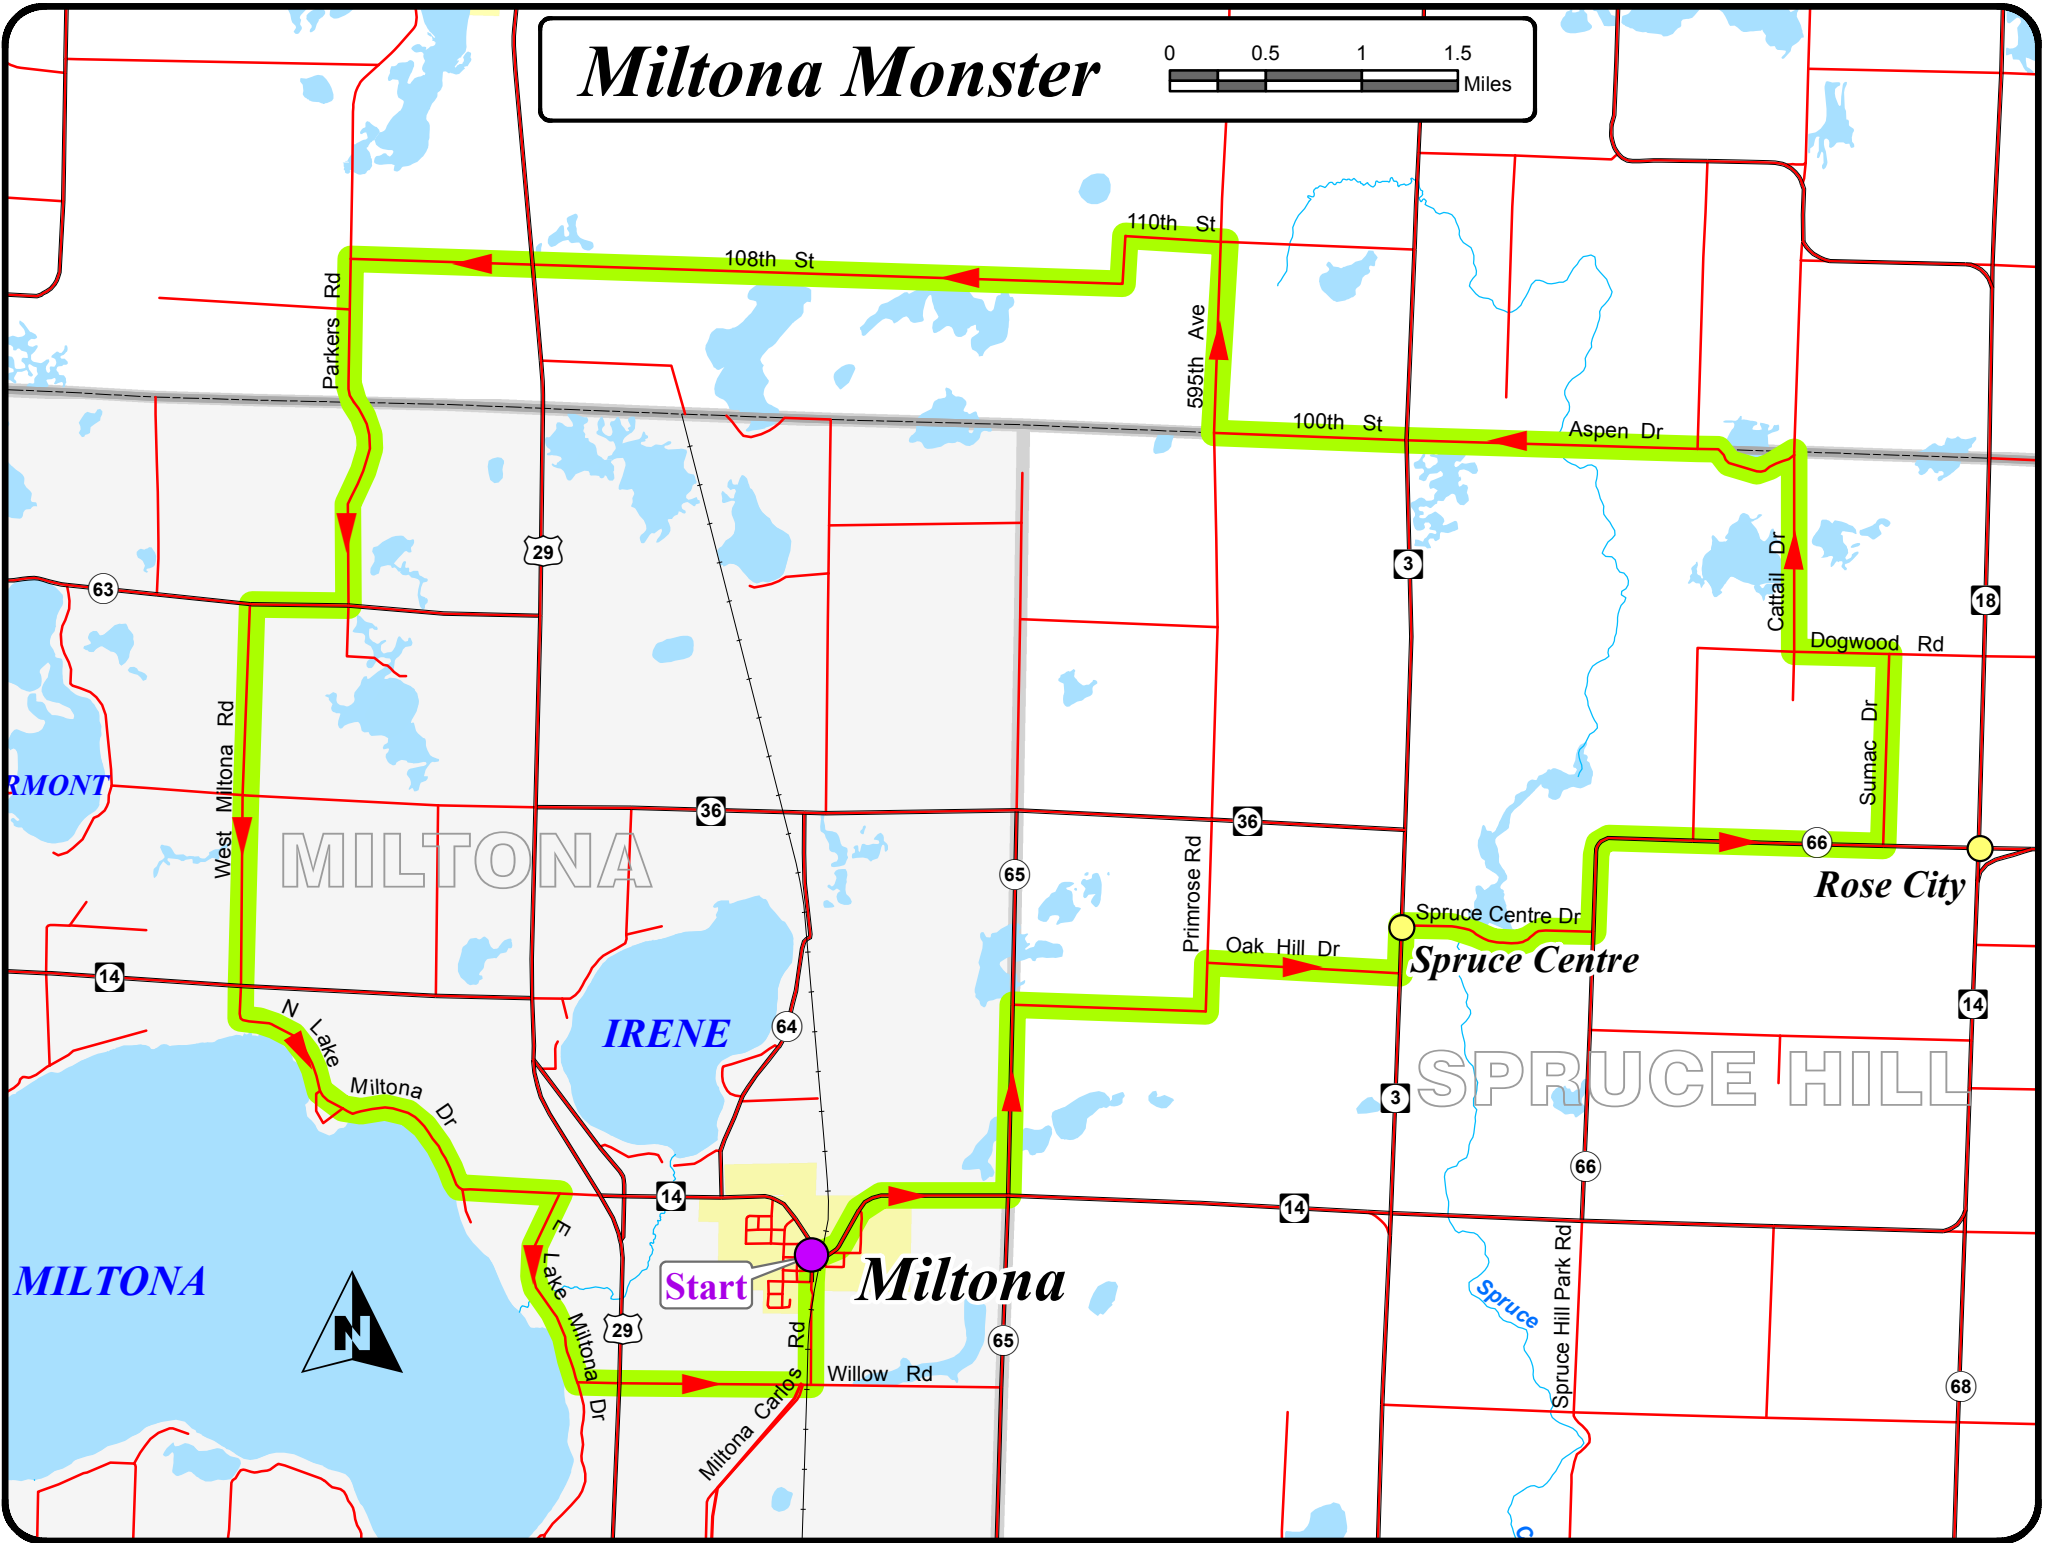 Miltona Monster
0 0.5 1 1.5
Miles
110th St
108th St
Parkers Rd
595th Ave
100th St
Aspen Dr
29
3
63
18
Cattail Dr
Dogwood Rd
West Miltona Rd
Sumac Dr
RMONT
36
36
66
MILTONA
65
Rose City
Primrose Rd
Spruce Centre Dr
Oak Hill Dr
Spruce Centre
14
N Lake Miltona Dr
IRENE
64
14
SPRUCE HILL
3
66
14
14
E Lake Miltona Dr
MILTONA
N
Start
Miltona
Spruce Hill Park Rd
Spruce
29
65
Willow Rd
Miltona Carlos Rd
68
C